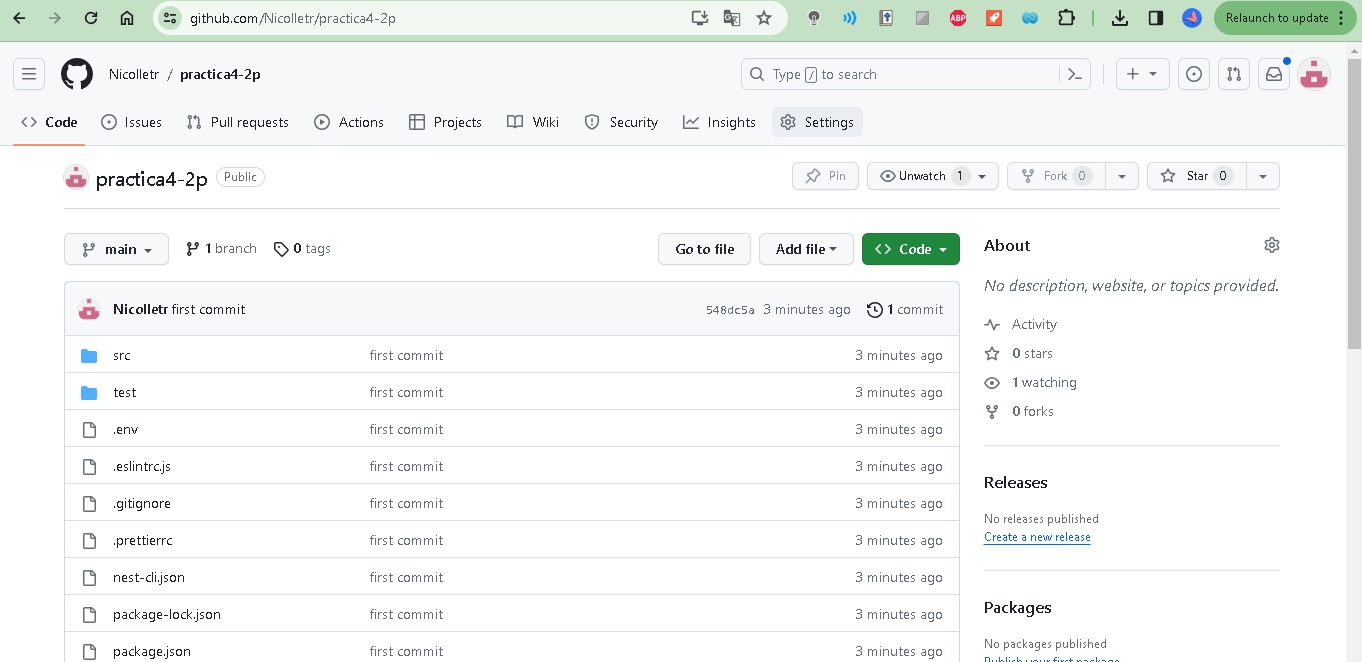 github.com/Nicolletr/practica4-2p
ABP
Relaunch to update
Nicolletr / practica4-2p
Type / to search
Code Issues Pull requests Actions Projects Wiki Security Insights Settings
practica4-2p Public
Pin Unwatch 1 Fork 0 Star 0
main 1 branch 0 tags Go to file Add file <> Code
Nicolletr first commit 548dc5a 3 minutes ago 1 commit
src first commit 3 minutes ago
test first commit 3 minutes ago
.env first commit 3 minutes ago
.eslintrc.js first commit 3 minutes ago
.gitignore first commit 3 minutes ago
.prettierrc first commit 3 minutes ago
nest-cli.json first commit 3 minutes ago
package-lock.json first commit 3 minutes ago
package.json first commit 3 minutes ago
About
No description, website, or topics provided.
Activity
0 stars
1 watching
0 forks
Releases
No releases published
Create a new release
Packages
No packages published
Publish your first package